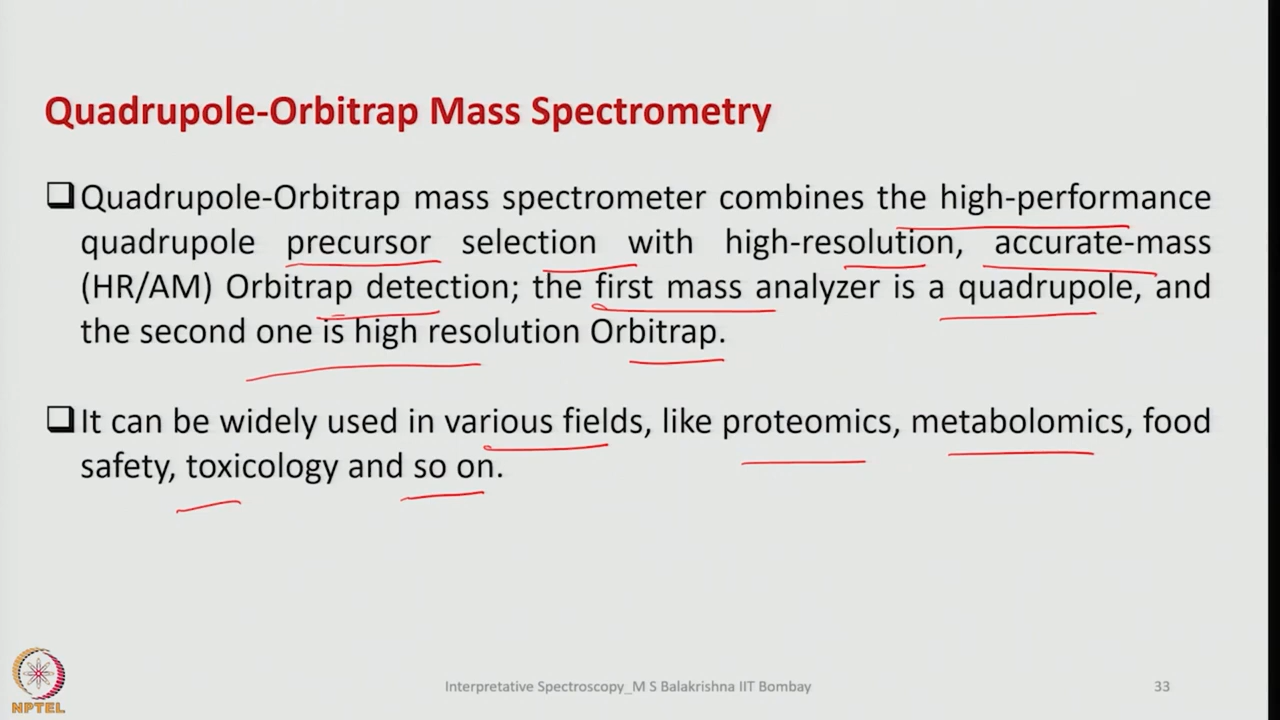 Quadrupole-Orbitrap Mass Spectrometry
❑Quadrupole-Orbitrap mass spectrometer combines the high-performance
quadrupole precursor selection with high-resolution, accurate-mass
(HR/AM) Orbitrap detection; the first mass analyzer is a quadrupole, and
the second one is high resolution Orbitrap.
❑It can be widely used in various fields, like proteomics, metabolomics, food
safety, toxicology and so on.
NPTEL
Interpretative Spectroscopy_M S Balakrishna IIT Bombay
33